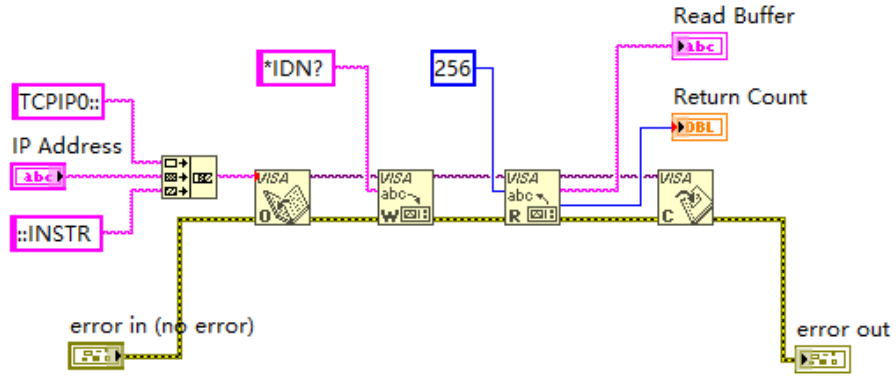 Read Buffer
abc
*IDN?
256
TCPIP0::
Return Count
DBL
IP Address
abc
VISA
O
VISA
abc
W
VISA
abc
R
VISA
C
::INSTR
error in (no error)
error out